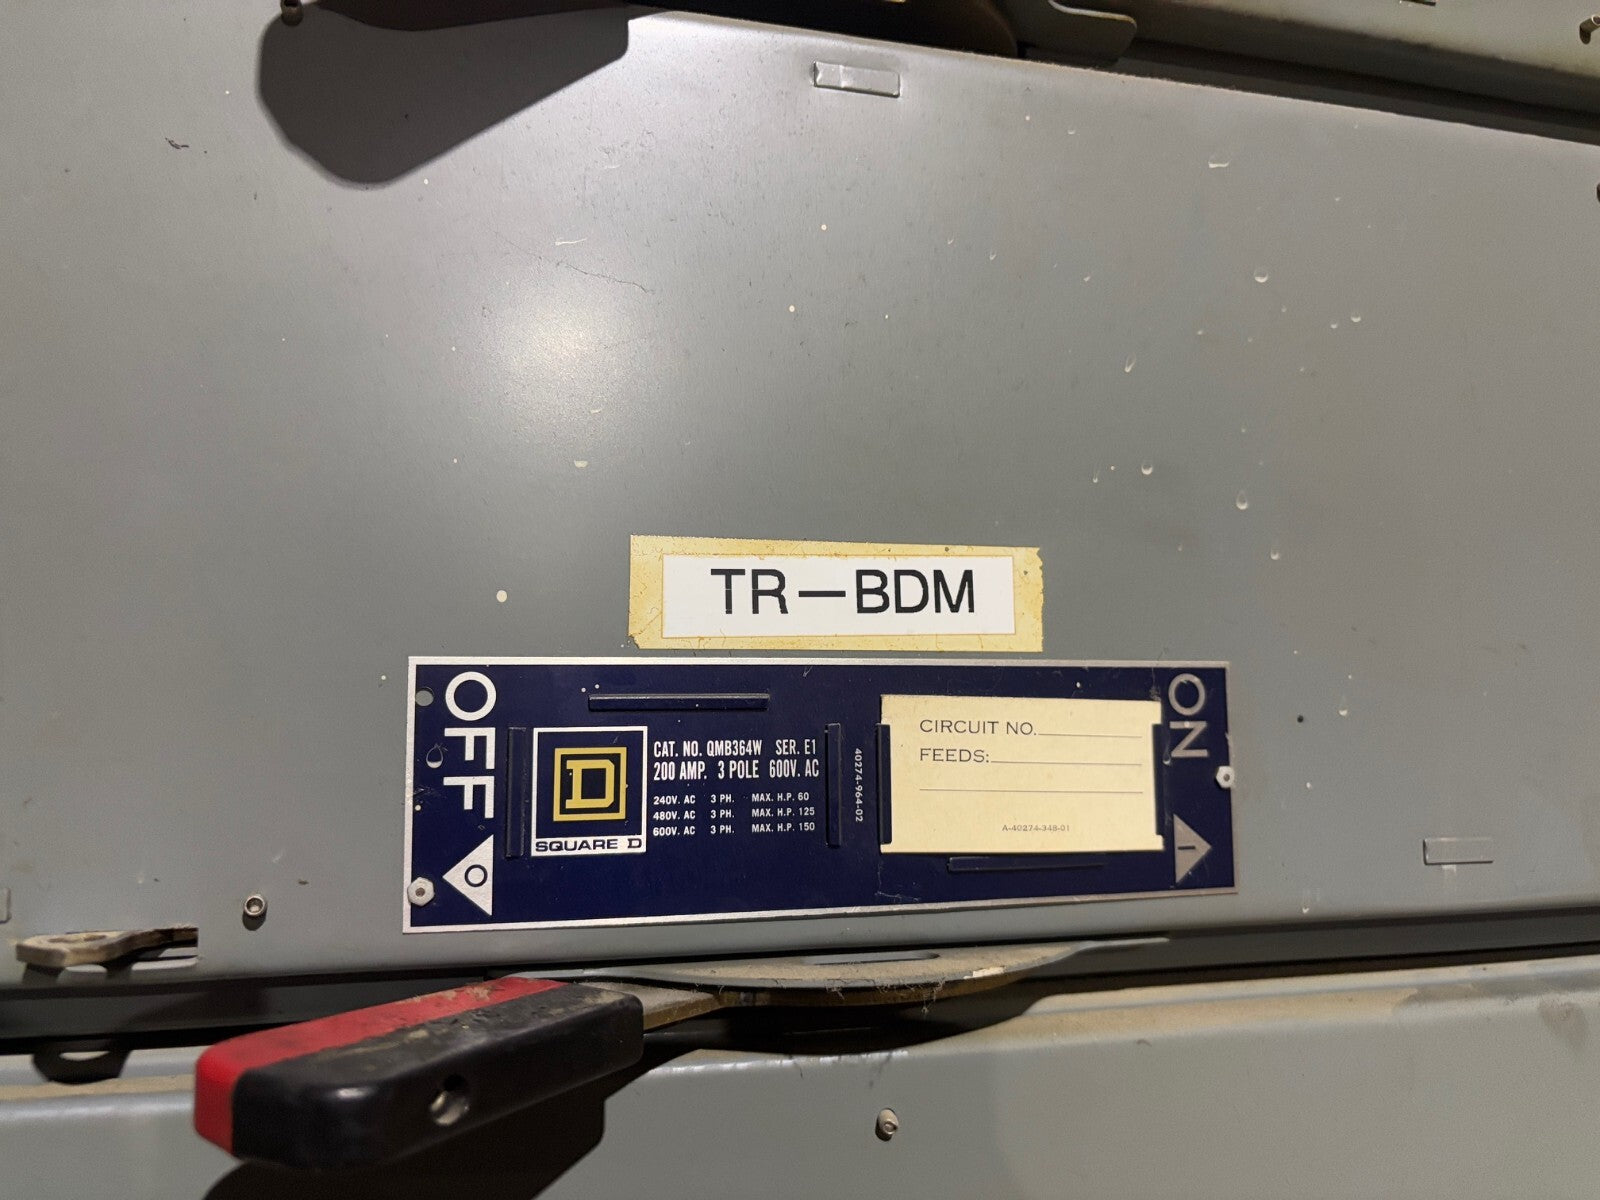 TR—BDM
OFF
O
D
SQUARE D
CAT. NO. QMB364W SER. E1
200 AMP. 3 POLE 600V. AC
240V. AC 3 PH. MAX. H.P. 60
480V. AC 3 PH. MAX. H.P. 125
600V. AC 3 PH. MAX. H.P. 150
40274-964-02
CIRCUIT NO.
FEEDS:
A-40274-348-01
ON
I